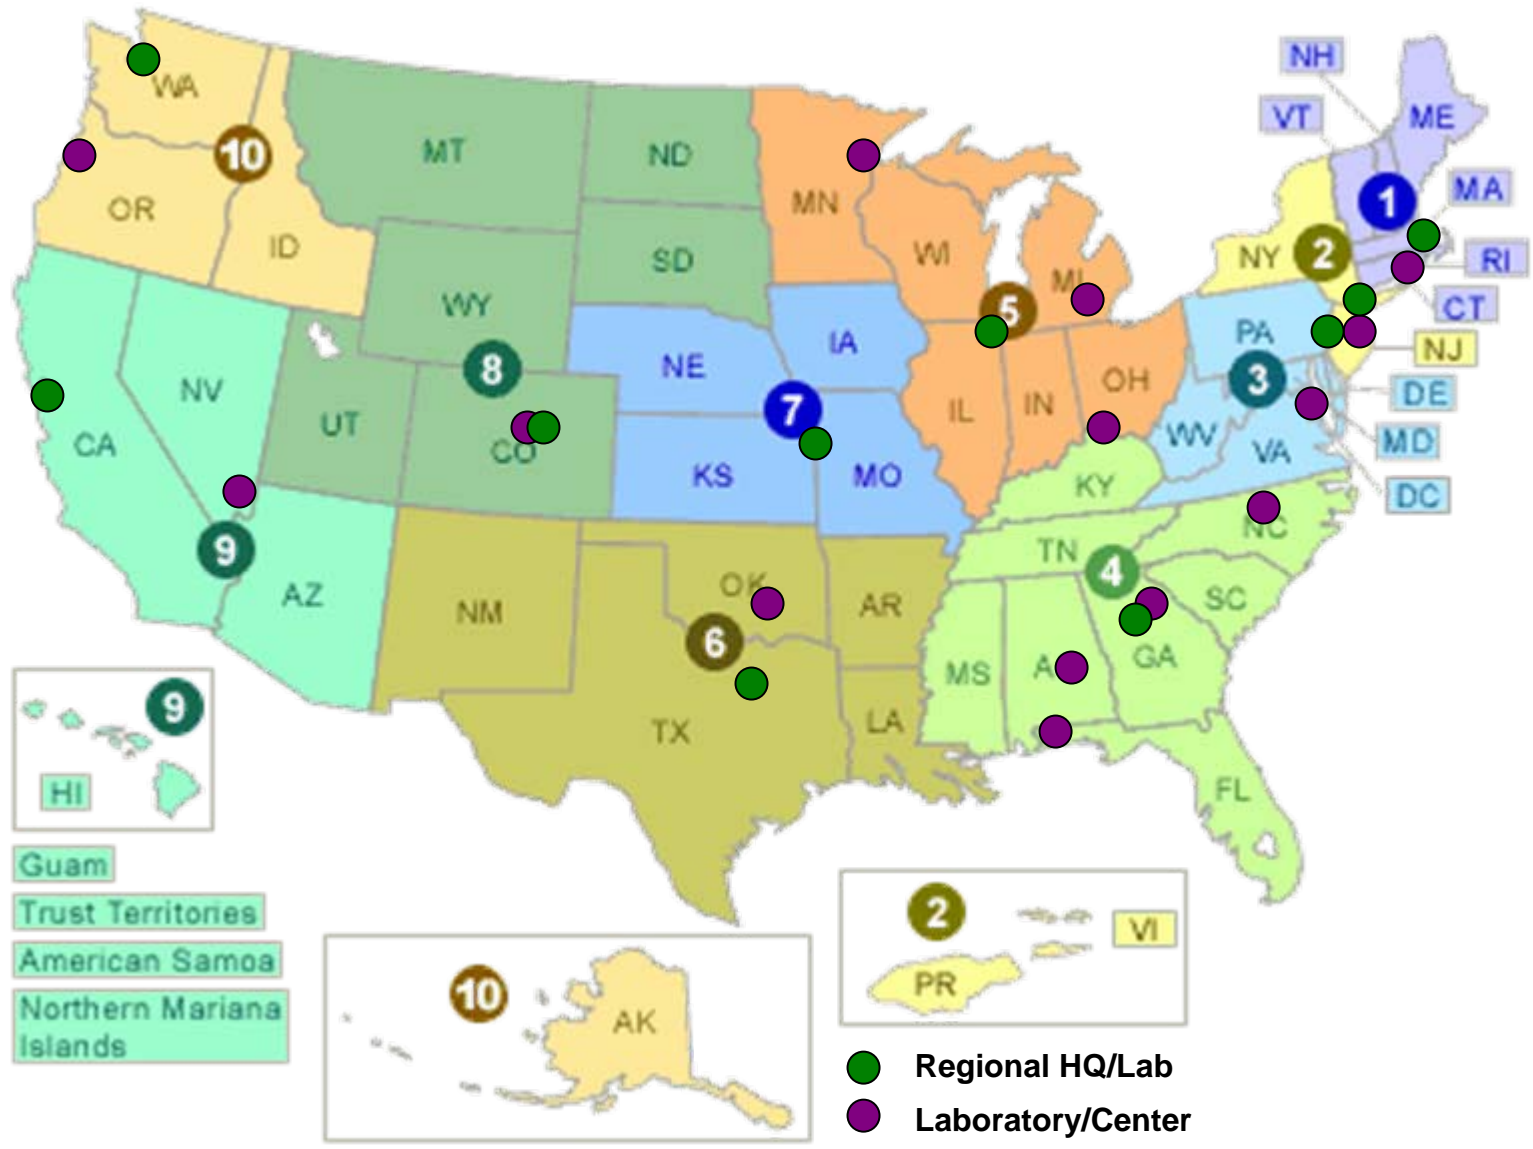 NH
VT
ME
WA
MT
ND
MN
10
1
MA
OR
ID
SD
WI
MI
NY
2
RI
WY
5
CT
PA
NJ
IA
8
NE
3
OH
NV
7
IL
IN
DE
UT
CO
WV
MD
CA
KS
MO
VA
KY
DC
9
TN
NC
4
AZ
NM
OK
AR
SC
6
MS
A
GA
9
TX
LA
HI
FL
Guam
Trust Territories
2
VI
American Samoa
10
PR
Northern Mariana
Islands
AK
Regional HQ/Lab
Laboratory/Center